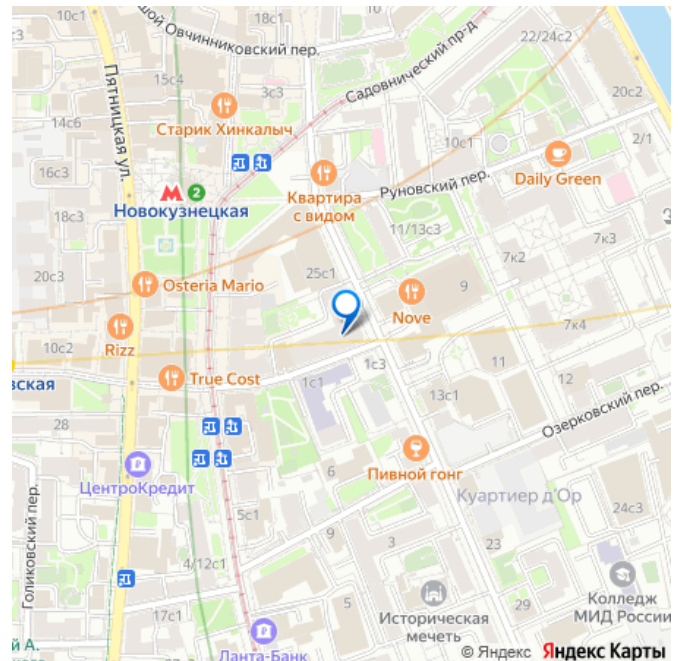 10с1
18с1
22/24с2
шой Овчинниковский пер.
Пятницкая ул.
15с4
3с3
Садовнический пр-д
20с2
14с6
Старик Хинкалыч
10с1
2/1
16с3
2
Новокузнецкая
Квартира
с видом
Руновский пер.
Daily Green
18с3
11/13с3
7к3
7к2
20с3
Osteria Mario
25с1
9
Nove
Rizz
10с2
7к4
1с3
11
вская
True Cost
1с1
12
13с1
Озерковский пер.
28
ЦентроКредит
Пивной гонг
6
Куартиер д'Ор
5с1
24с3
Голиковский пер.
4/12с1
3
23
17с1
5
Историческая
мечеть
29
Колледж
МИД России
й А.
Ланта-Банк
© Яндекс Яндекс Карты